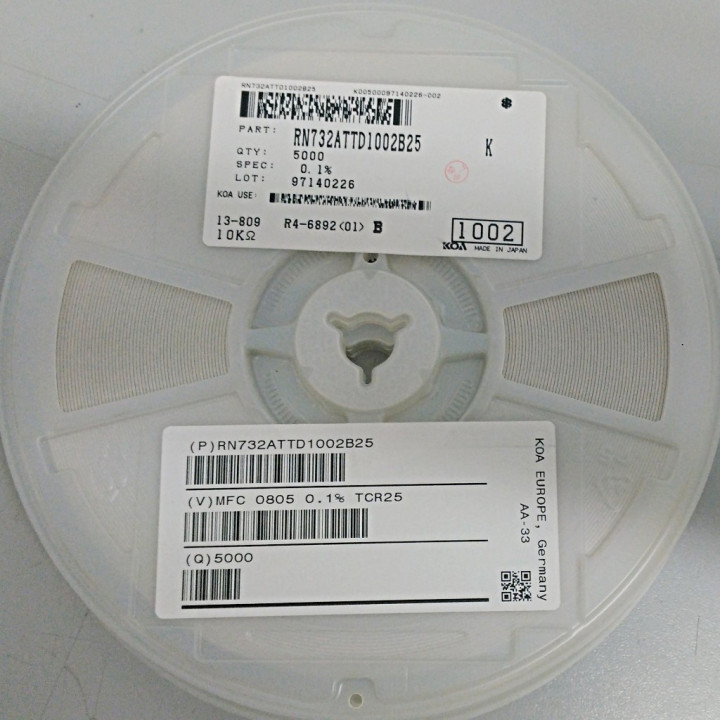 RN732ATTD1002B25 K00500097140226-002
PART: RN732ATTD1002B25 K
QTY: 5000
SPEC: 0.1%
LOT: 97140226
KOA USE:
13-809 R4-6892<01> B 1002
10KΩ KOA MADE IN JAPAN
(P)RN732ATTD1002B25
(V)MFC 0805 0.1% TCR25
(Q)5000
KOA EUROPE, Germany
AA-33